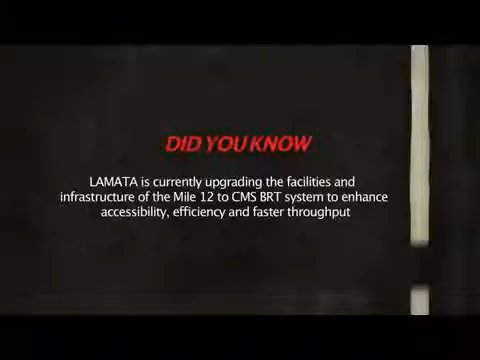 DID YOU KNOW
LAMATA is currently upgrading the facilities and
infrastructure of the Mile 12 to CMS BRT system to enhance
accessibility, efficiency and faster throughput